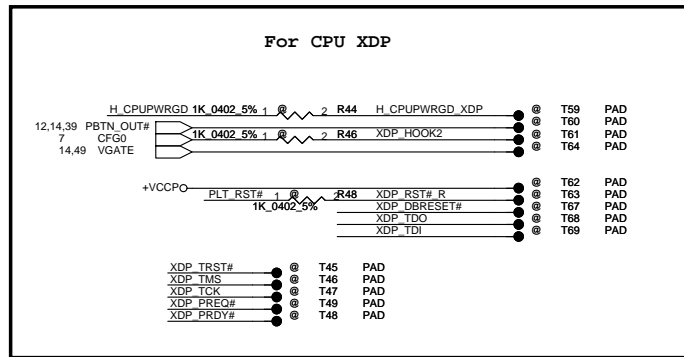 For CPU XDP
H_CPUPWRGD 1K_0402_5% 1 @ 2 R44 H_CPUPWRGD_XDP @ T59 PAD
12,14,39 PBTN_OUT# @ T60 PAD
7 CFG0 1K_0402_5% 1 @ 2 R46 XDP_HOOK2 @ T61 PAD
14,49 VGATE @ T64 PAD
+VCCP @ T62 PAD
PLT_RST# 1 @ 2 R48 XDP_RST#_R @ T63 PAD
1K_0402_5% XDP_DBRESET# @ T67 PAD
XDP_TDO @ T68 PAD
XDP_TDI @ T69 PAD
XDP_TRST# @ T45 PAD
XDP_TMS @ T46 PAD
XDP_TCK @ T47 PAD
XDP_PREQ# @ T49 PAD
XDP_PRDY# @ T48 PAD